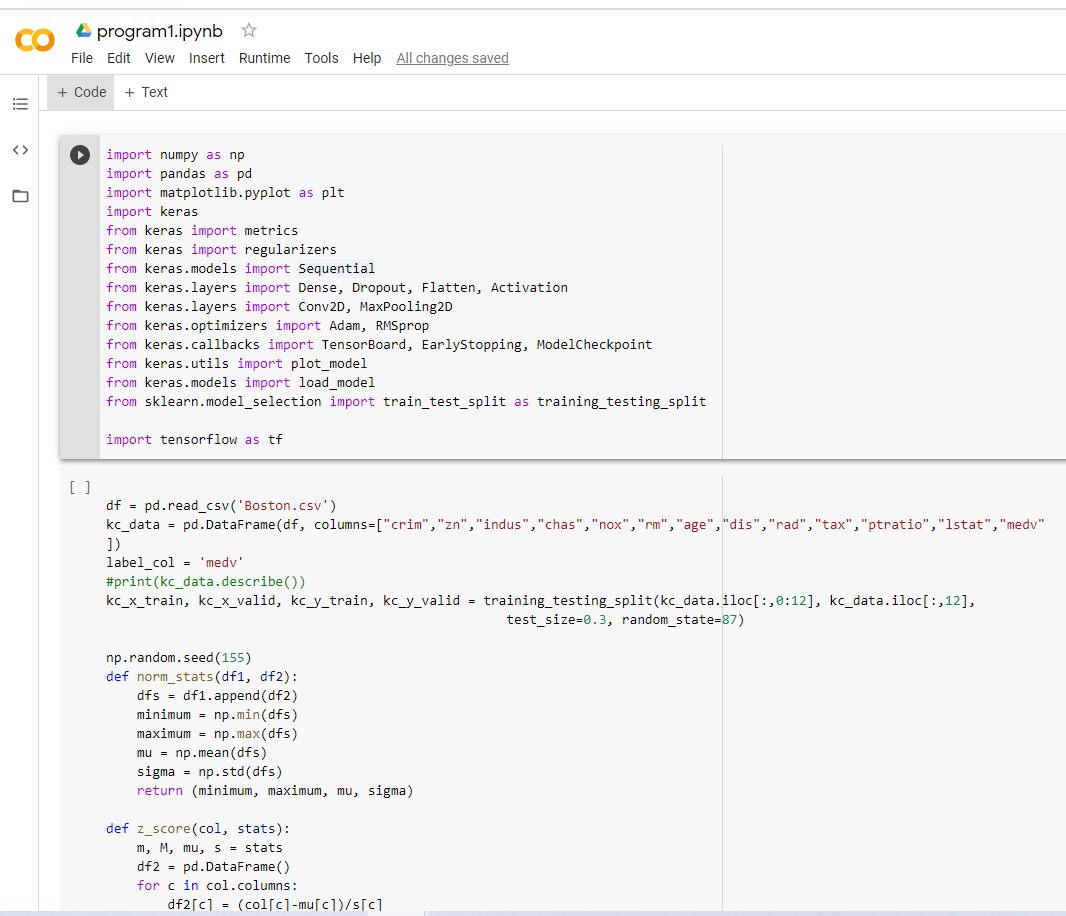 program1.ipynb
File Edit View Insert Runtime Tools Help All changes saved
+ Code + Text
import numpy as np
import pandas as pd
import matplotlib.pyplot as plt
import keras
from keras import metrics
from keras import regularizers
from keras.models import Sequential
from keras.layers import Dense, Dropout, Flatten, Activation
from keras.layers import Conv2D, MaxPooling2D
from keras.optimizers import Adam, RMSprop
from keras.callbacks import TensorBoard, EarlyStopping, ModelCheckpoint
from keras.utils import plot_model
from keras.models import load_model
from sklearn.model_selection import train_test_split as training_testing_split
import tensorflow as tf
[ ]
df = pd.read_csv('Boston.csv')
kc_data = pd.DataFrame(df, columns=["crim","zn","indus","chas","nox","rm","age","dis","rad","tax","ptratio","lstat","medv"
])
label_col = 'medv'
#print(kc_data.describe())
kc_x_train, kc_x_valid, kc_y_train, kc_y_valid = training_testing_split(kc_data.iloc[:,0:12], kc_data.iloc[:,12],
test_size=0.3, random_state=87)
np.random.seed(155)
def norm_stats(df1, df2):
    dfs = df1.append(df2)
    minimum = np.min(dfs)
    maximum = np.max(dfs)
    mu = np.mean(dfs)
    sigma = np.std(dfs)
    return (minimum, maximum, mu, sigma)
def z_score(col, stats):
    m, M, mu, s = stats
    df2 = pd.DataFrame()
    for c in col.columns:
        df2[c] = (col[c]-mu[c])/s[c]